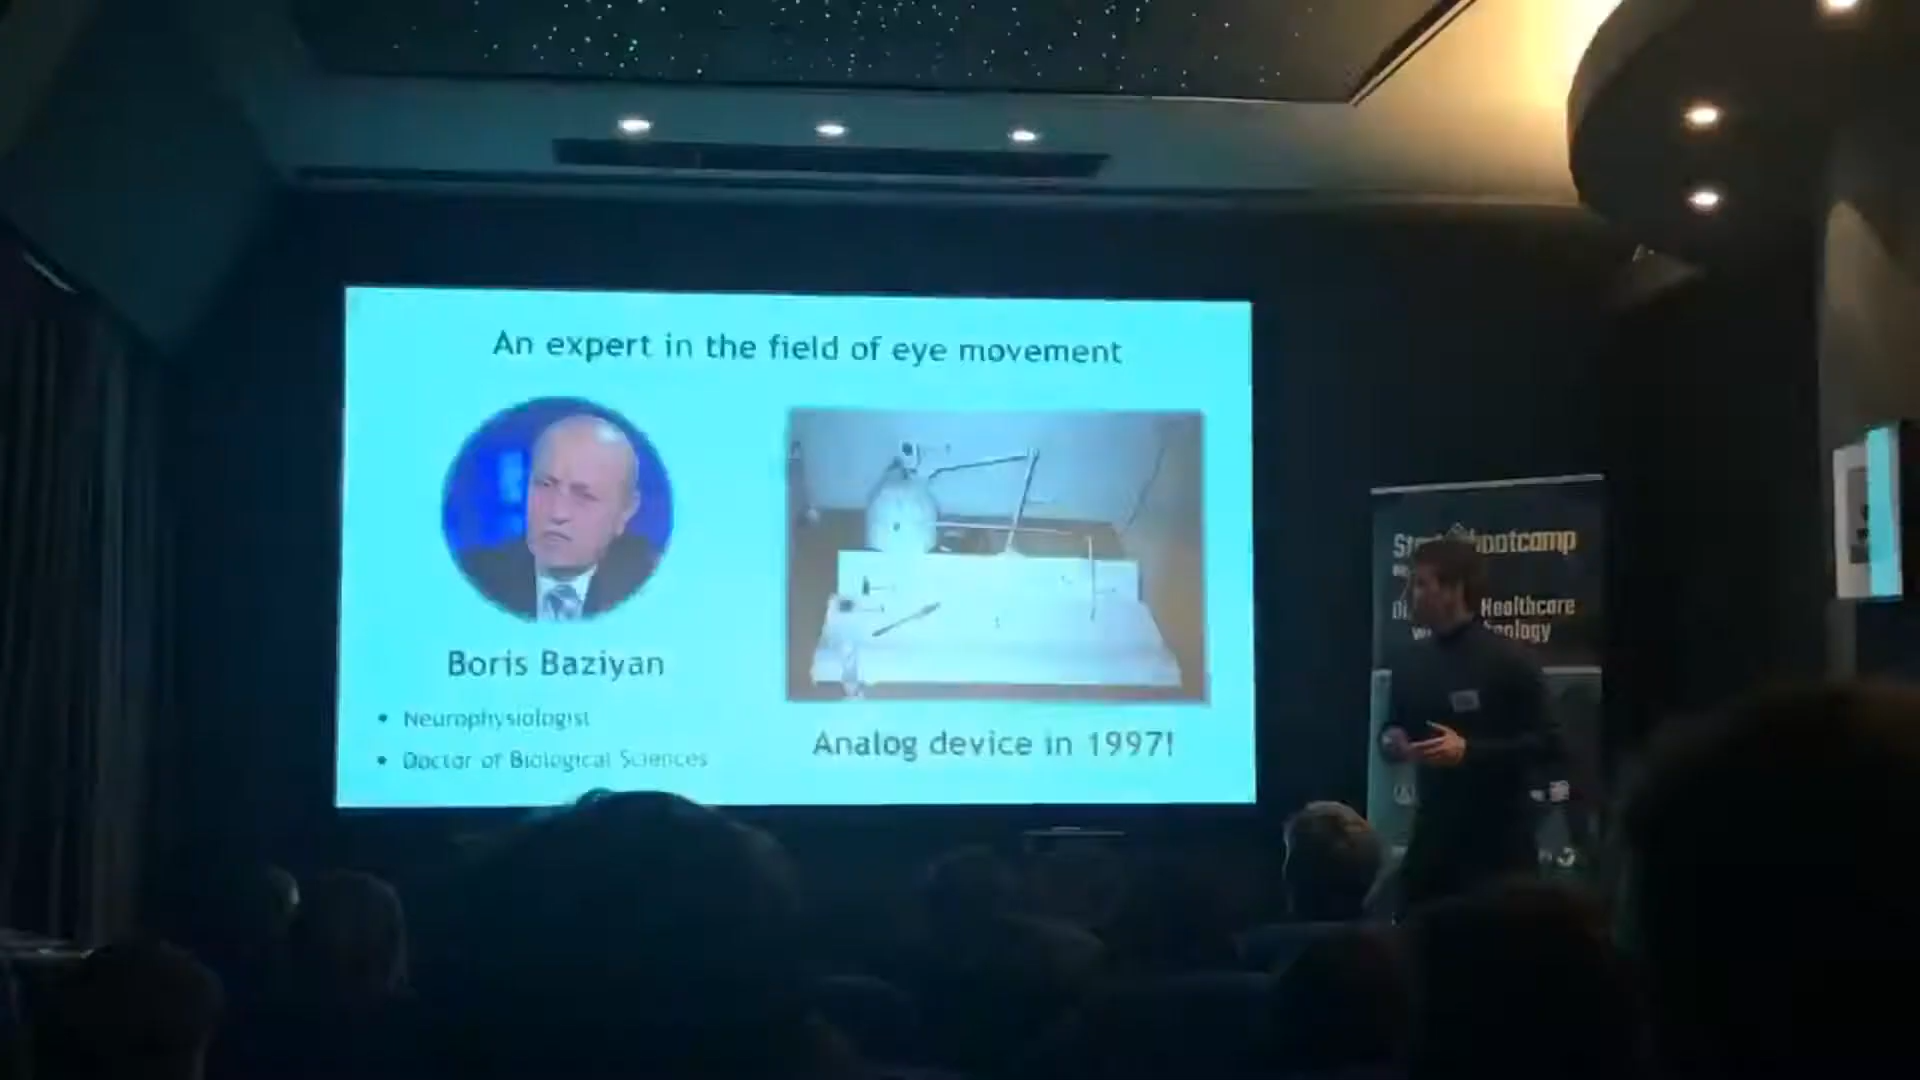 An expert in the field of eye movement
Boris Baziyan
• Neurophysiologist
• Doctor of Biological Sciences
Analog device in 1997!
bootcamp
Healthcare